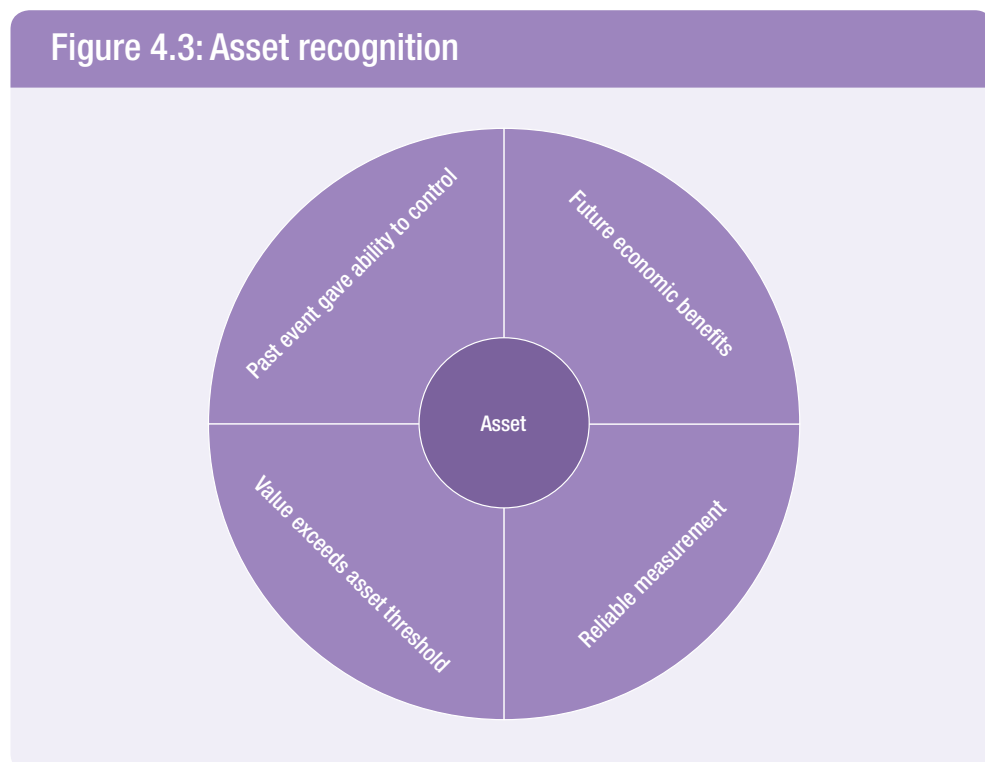 Figure 4.3: Asset recognition
Past event gave ability to control
Future economic benefits
Asset
Value exceeds asset threshold
Reliable measurement